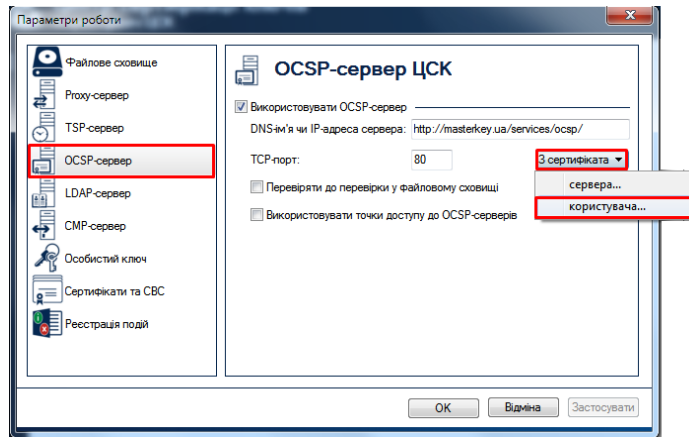 Параметри роботи
Файлове сховище
Proxy-сервер
TSP-сервер
OCSP-сервер
LDAP-сервер
CMP-сервер
Особистий ключ
Сертифікати та СВС
Реєстрація подій
OCSP-сервер ЦСК
Використовувати OCSP-сервер
DNS-ім'я чи IP-адреса сервера: http://masterkey.ua/services/ocsp/
TCP-порт: 80 З сертифіката
сервера...
користувача...
Перевіряти до перевірки у файловому сховищі
Використовувати точки доступу до OCSP-серверів
OK Відміна Застосувати